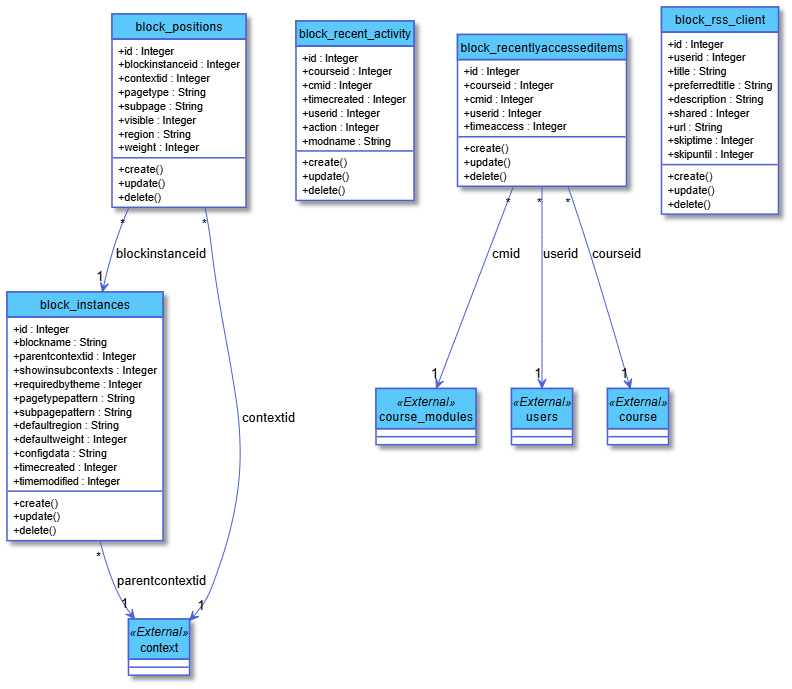 block_positions
+id : Integer
+blockinstanceid : Integer
+contextid : Integer
+pagetype : String
+subpage : String
+visible : Integer
+region : String
+weight : Integer
+create()
+update()
+delete()
block_recent_activity
+id : Integer
+courseid : Integer
+cmid : Integer
+timecreated : Integer
+userid : Integer
+action : Integer
+modname : String
+create()
+update()
+delete()
block_recentlyaccesseditems
+id : Integer
+courseid : Integer
+cmid : Integer
+userid : Integer
+timeaccess : Integer
+create()
+update()
+delete()
block_rss_client
+id : Integer
+userid : Integer
+title : String
+preferredtitle : String
+description : String
+shared : Integer
+url : String
+skiptime : Integer
+skipuntil : Integer
+create()
+update()
+delete()
*
*
blockinstanceid
1
*
*
*
cmid
userid
courseid
1
1
1
block_instances
+id : Integer
+blockname : String
+parentcontextid : Integer
+showinsubcontexts : Integer
+requiredbytheme : Integer
+pagetypepattern : String
+subpagepattern : String
+defaultregion : String
+defaultweight : Integer
+configdata : String
+timecreated : Integer
+timemodified : Integer
+create()
+update()
+delete()
contextid
«External»
course_modules
«External»
users
«External»
course
*
parentcontextid
1
1
«External»
context